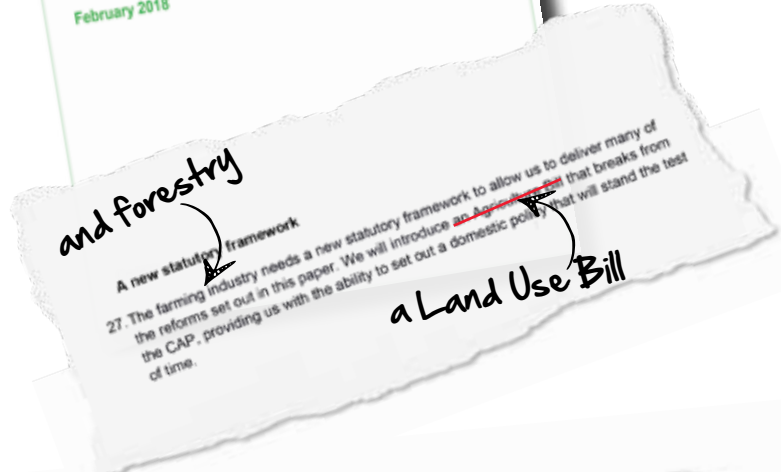 February 2018
and forestry
A new statutory framework
27. The farming industry needs a new statutory framework to allow us to deliver many of
the reforms set out in this paper. We will introduce an Agriculture Bill that breaks from
the CAP, providing us with the ability to set out a domestic policy that will stand the test
of time.
a Land Use Bill